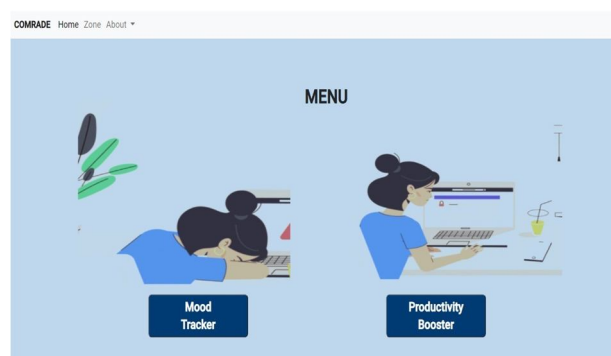 COMRADE Home Zone About
MENU
Mood
Tracker
Productivity
Booster